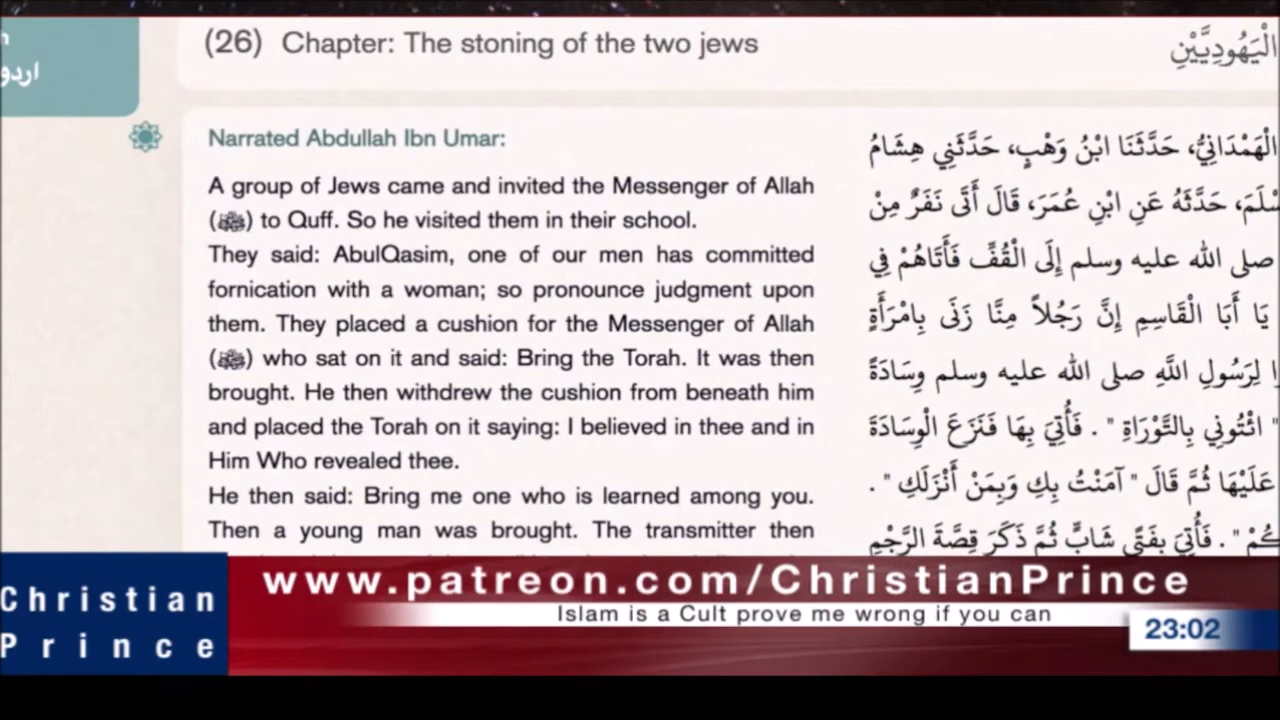 h
اردو
(26) Chapter: The stoning of the two jews
الْيَهُودِيَّيْنِ
Narrated Abdullah Ibn Umar:
A group of Jews came and invited the Messenger of Allah
(ﷺ) to Quff. So he visited them in their school.
They said: AbulQasim, one of our men has committed
fornication with a woman; so pronounce judgment upon
them. They placed a cushion for the Messenger of Allah
(ﷺ) who sat on it and said: Bring the Torah. It was then
brought. He then withdrew the cushion from beneath him
and placed the Torah on it saying: I believed in thee and in
Him Who revealed thee.
He then said: Bring me one who is learned among you.
Then a young man was brought. The transmitter then
الْهَمْدَانِيُّ، حَدَّثَنَا ابْنُ وَهْبٍ، حَدَّثَنِي هِشَامُ
سْلَمَ، حَدَّثَهُ عَنِ ابْنِ عُمَرَ، قَالَ أَتَى نَفَرٌ مِنْ
صلى الله عليه وسلم إِلَى الْقُفِّ فَأَتَاهُمْ فِي
يَا أَبَا الْقَاسِمِ إِنَّ رَجُلاً مِنَّا زَنَى بِامْرَأَةٍ
ا لِرَسُولِ اللَّهِ صلى الله عليه وسلم وِسَادَةً
" ائْتُونِي بِالتَّوْرَاةِ " . فَأُتِيَ بِهَا فَنَزَعَ الْوِسَادَةَ
عَلَيْهَا ثُمَّ قَالَ " آمَنْتُ بِكِ وَبِمَنْ أَنْزَلَكِ " .
كُمْ " . فَأُتِيَ بِفَتًى شَابٍّ ثُمَّ ذَكَرَ قِصَّةَ الرَّجْمِ
Christian
Prince
www.patreon.com/ChristianPrince
Islam is a Cult prove me wrong if you can
23:02